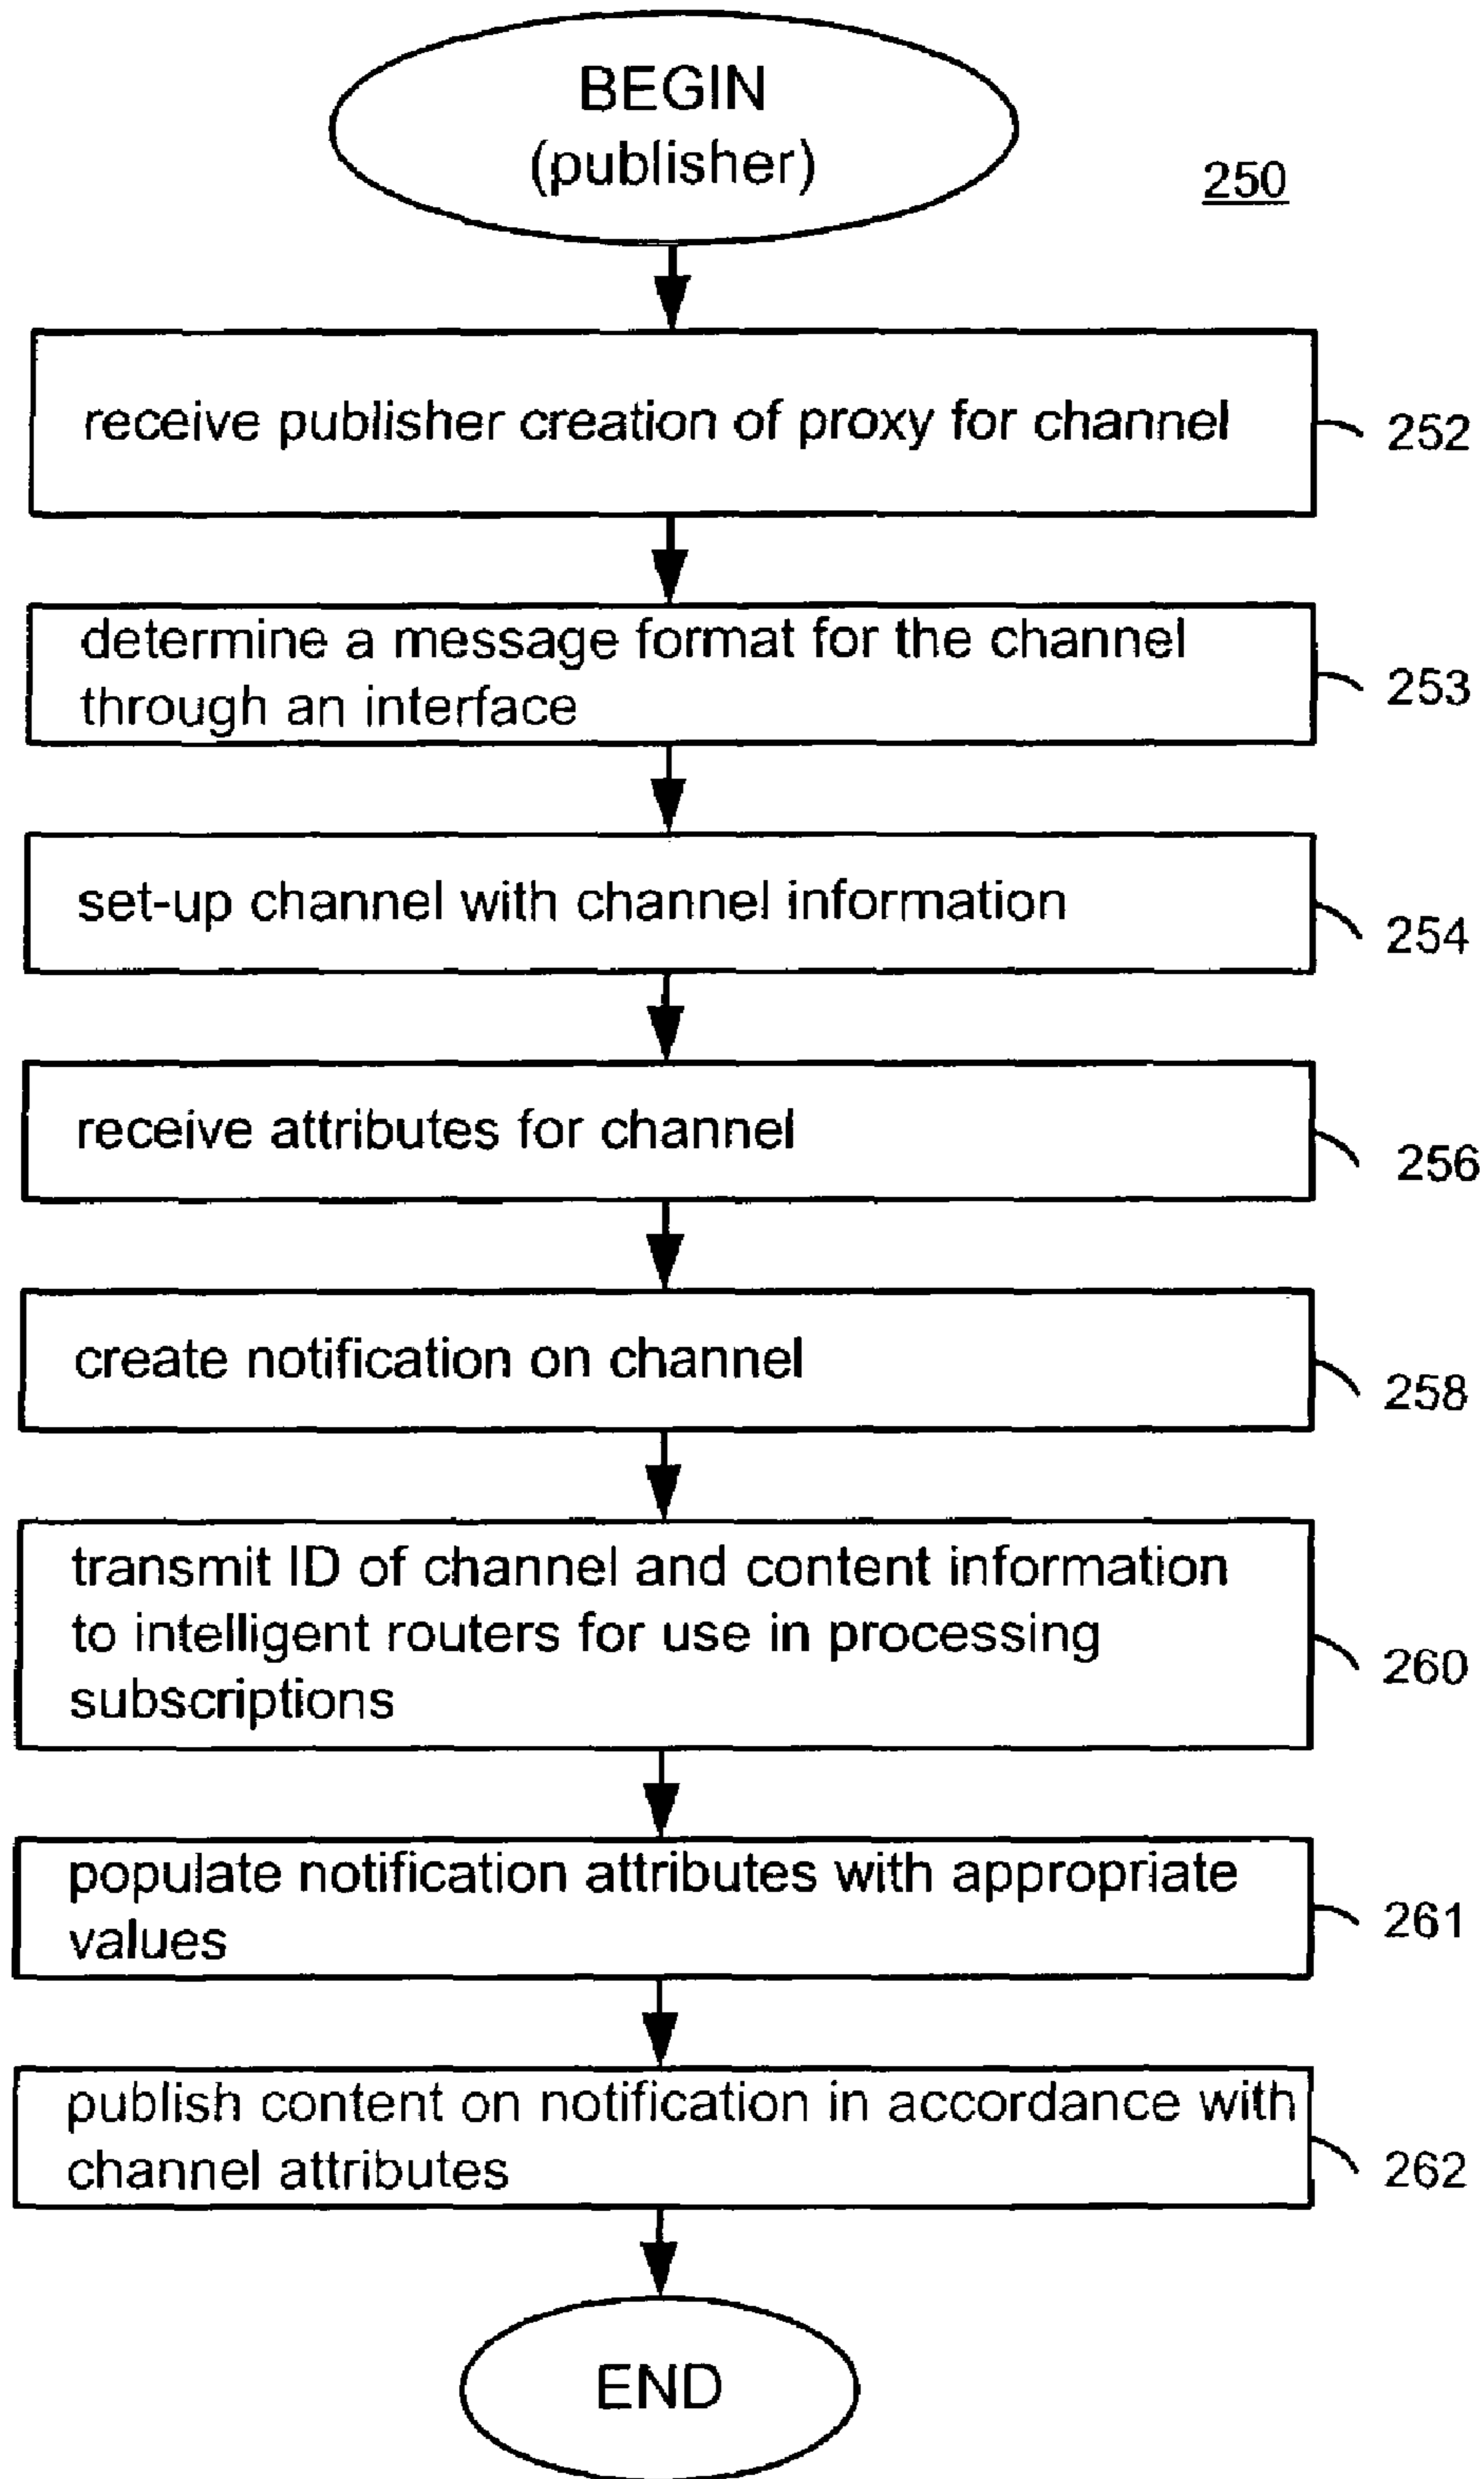 BEGIN
(publisher)
250
receive publisher creation of proxy for channel
252
determine a message format for the channel
through an interface
253
set-up channel with channel information
254
receive attributes for channel
256
create notification on channel
258
transmit ID of channel and content information
to intelligent routers for use in processing
subscriptions
260
populate notification attributes with appropriate
values
261
publish content on notification in accordance with
channel attributes
262
END